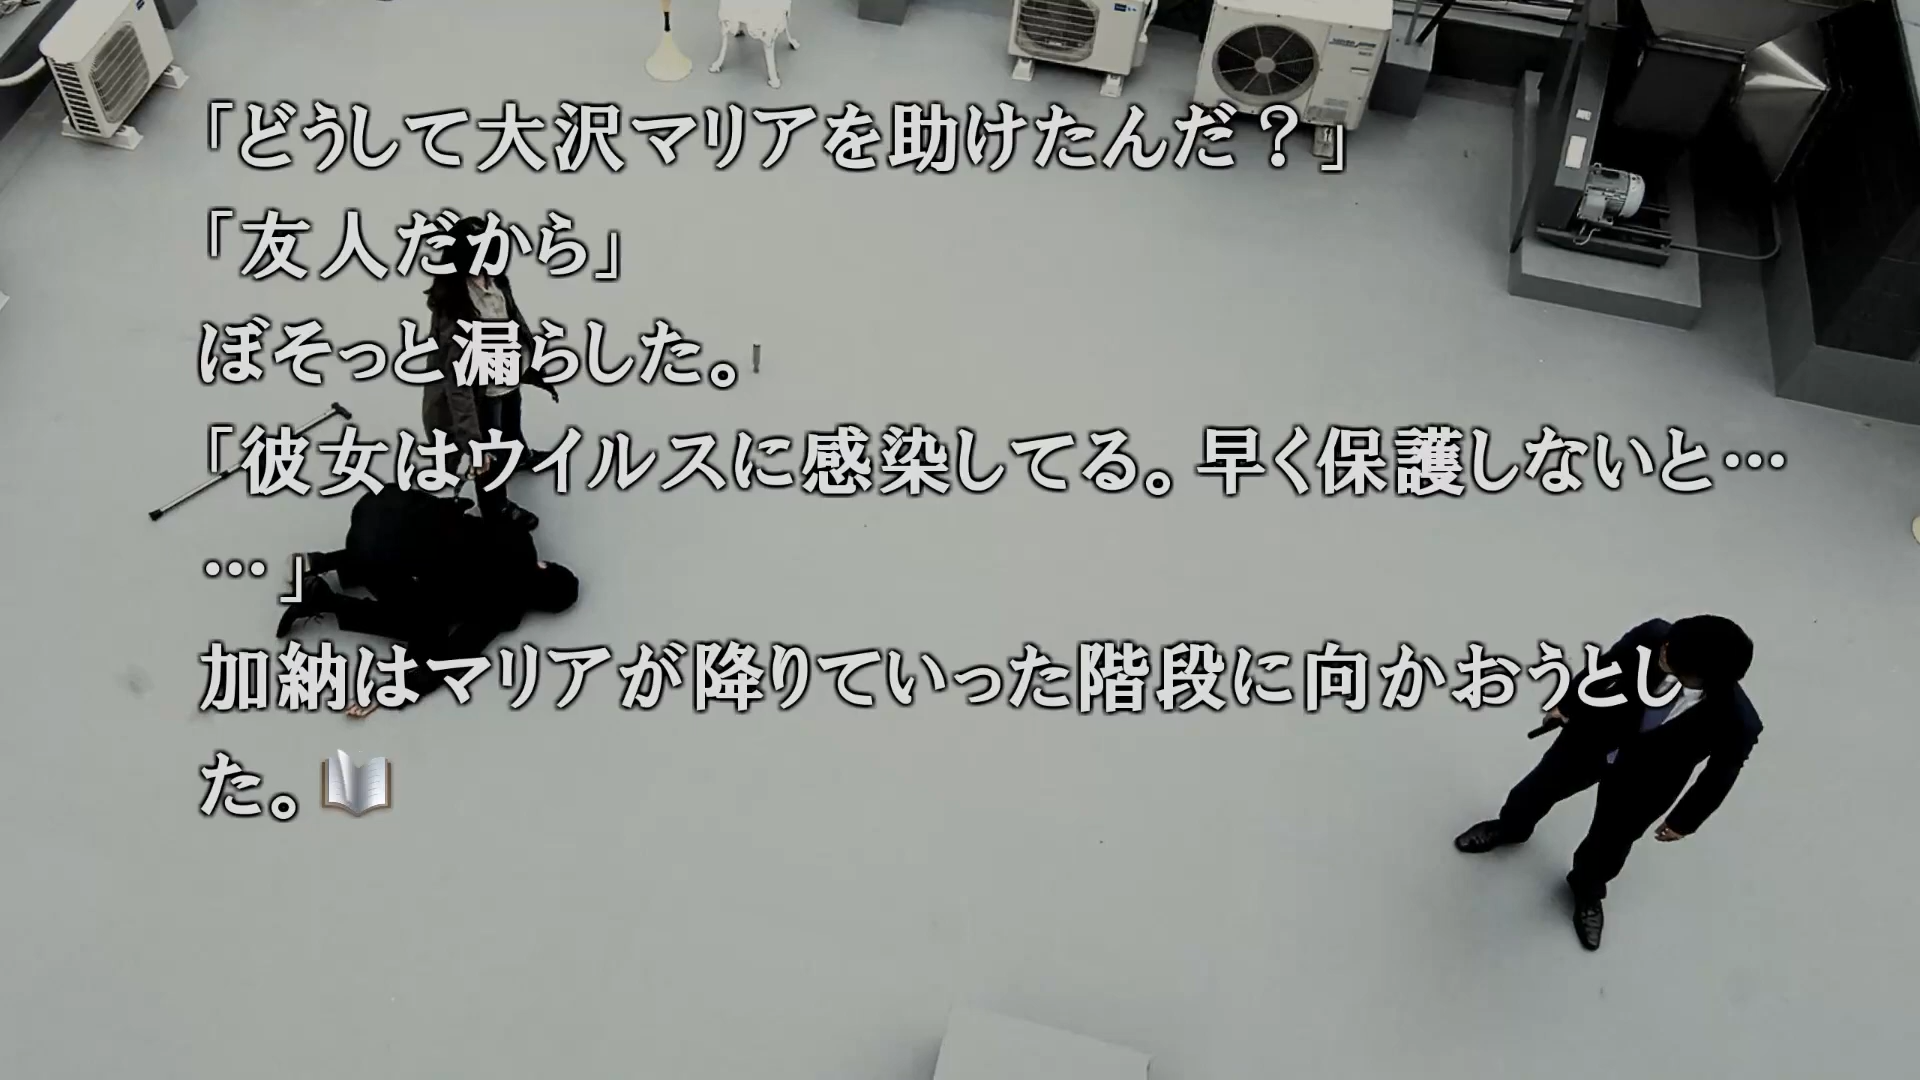 「どうして大沢マリアを助けたんだ？」
「友人だから」
ぼそっと漏らした。
「彼女はウイルスに感染してる。早く保護しないと…
…」
加納はマリアが降りていった階段に向かおうとし
た。